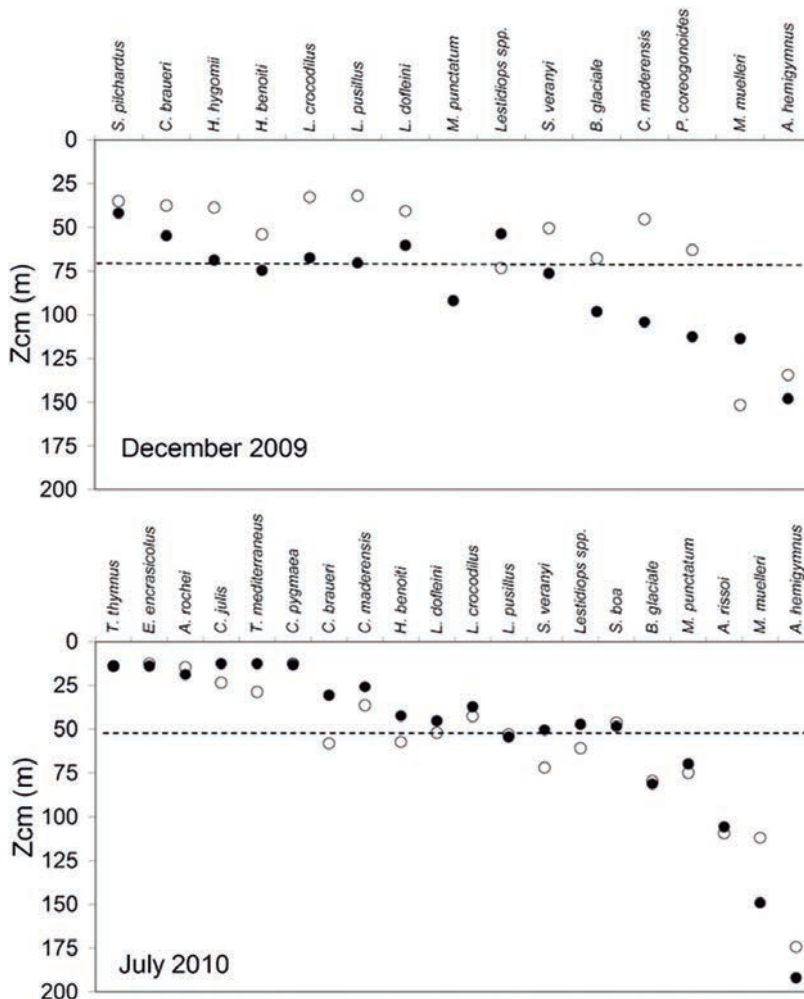 S. pilchardus
C. braueri
H. hygomii
H. benoiti
L. crocodilus
L. pusillus
L. dofleini
M. punctatum
Lestidiops spp.
S. veranyi
B. glaciale
C. maderensis
P. coreogonoides
M. muelleri
A. hemigymnus
0
25
50
75
100
125
150
175
200
Zcm (m)
December 2009
T. thynnus
E. encrasicolus
A. rochei
C. julis
T. mediterraneus
C. pygmaea
C. braueri
C. maderensis
H. benoiti
L. dofleini
L. crocodilus
L. pusillus
S. veranyi
Lestidiops spp.
S. boa
B. glaciale
M. punctatum
A. rissoi
M. muelleri
A. hemigymnus
0
25
50
75
100
125
150
175
200
Zcm (m)
July 2010